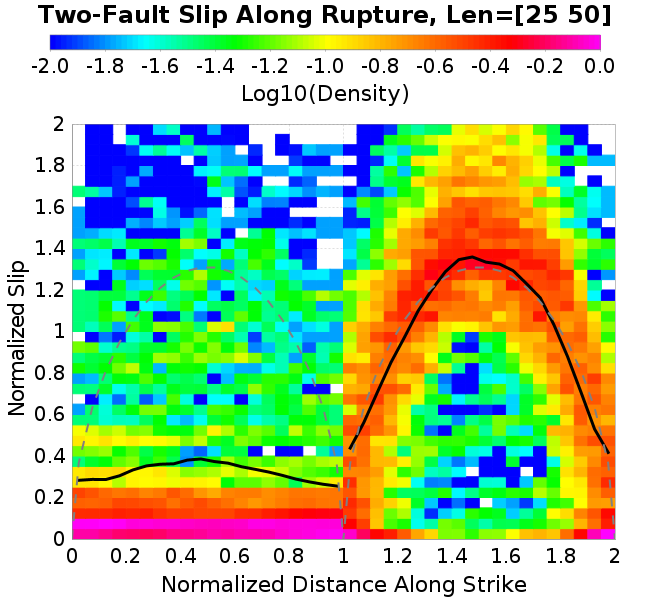 Two-Fault Slip Along Rupture, Len=[25 50]
-2.0 -1.8 -1.6 -1.4 -1.2 -1.0 -0.8 -0.6 -0.4 -0.2 0.0
Log10(Density)
2
1.8
1.6
1.4
1.2
1
0.8
0.6
0.4
0.2
0
Normalized Slip
0 0.2 0.4 0.6 0.8 1 1.2 1.4 1.6 1.8 2
Normalized Distance Along Strike